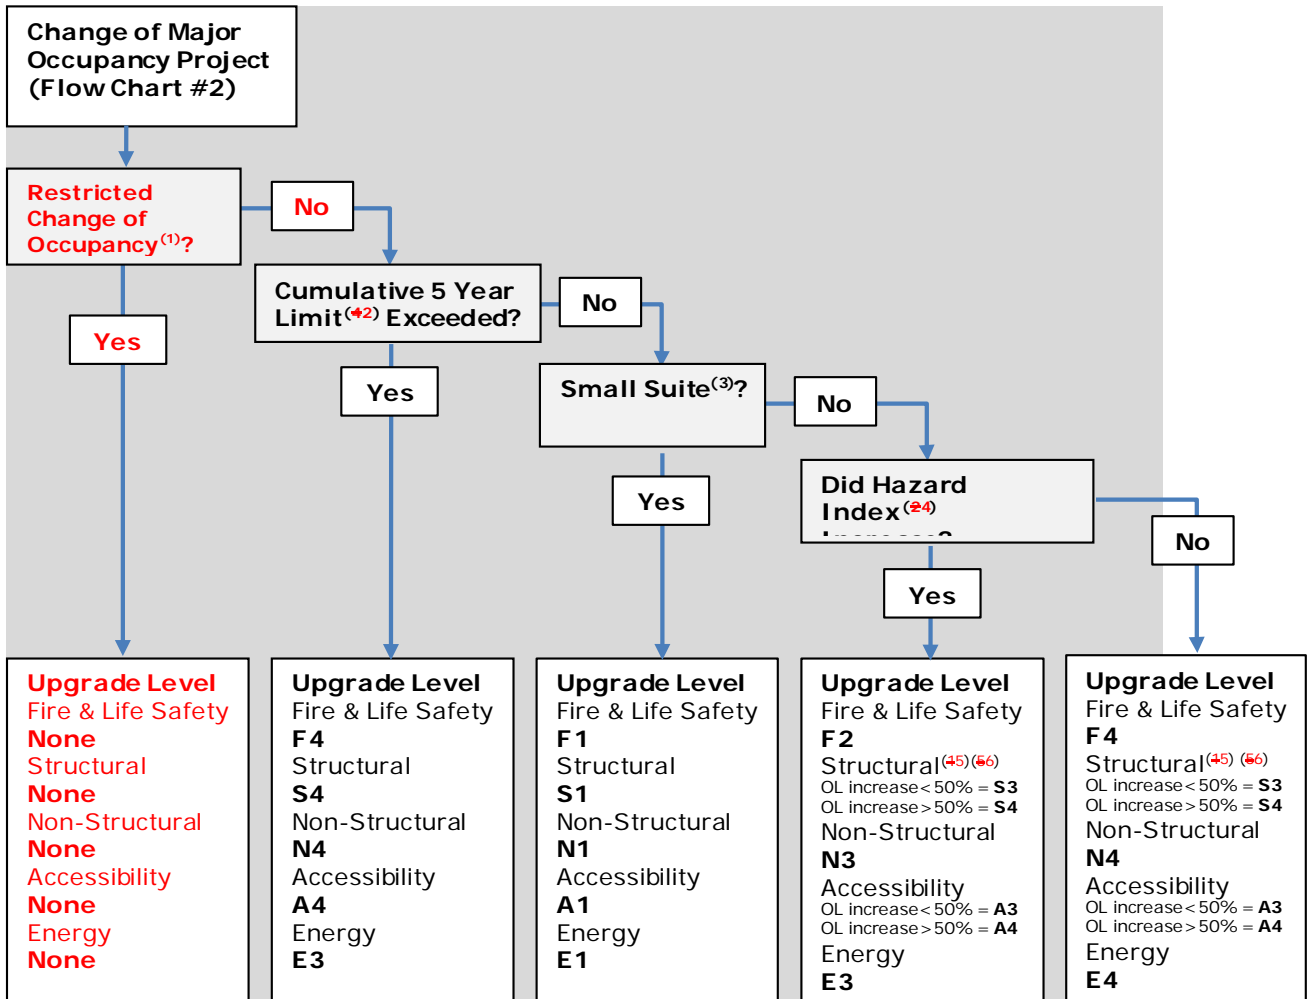 Change of Major
Occupancy Project
(Flow Chart #2)
Restricted
Change of
Occupancy(1)?
No
Yes
Cumulative 5 Year
Limit(42) Exceeded?
No
Yes
Small Suite(3)?
No
Yes
Did Hazard
Index(24)
Increase?
No
Yes
Upgrade Level
Fire & Life Safety
None
Structural
None
Non-Structural
None
Accessibility
None
Energy
None
Upgrade Level
Fire & Life Safety
F4
Structural
S4
Non-Structural
N4
Accessibility
A4
Energy
E3
Upgrade Level
Fire & Life Safety
F1
Structural
S1
Non-Structural
N1
Accessibility
A1
Energy
E1
Upgrade Level
Fire & Life Safety
F2
Structural(15) (56)
OL increase<50% = S3
OL increase>50% = S4
Non-Structural
N3
Accessibility
OL increase<50% = A3
OL increase>50% = A4
Energy
E3
Upgrade Level
Fire & Life Safety
F4
Structural(15) (56)
OL increase<50% = S3
OL increase>50% = S4
Non-Structural
N4
Accessibility
OL increase<50% = A3
OL increase>50% = A4
Energy
E4